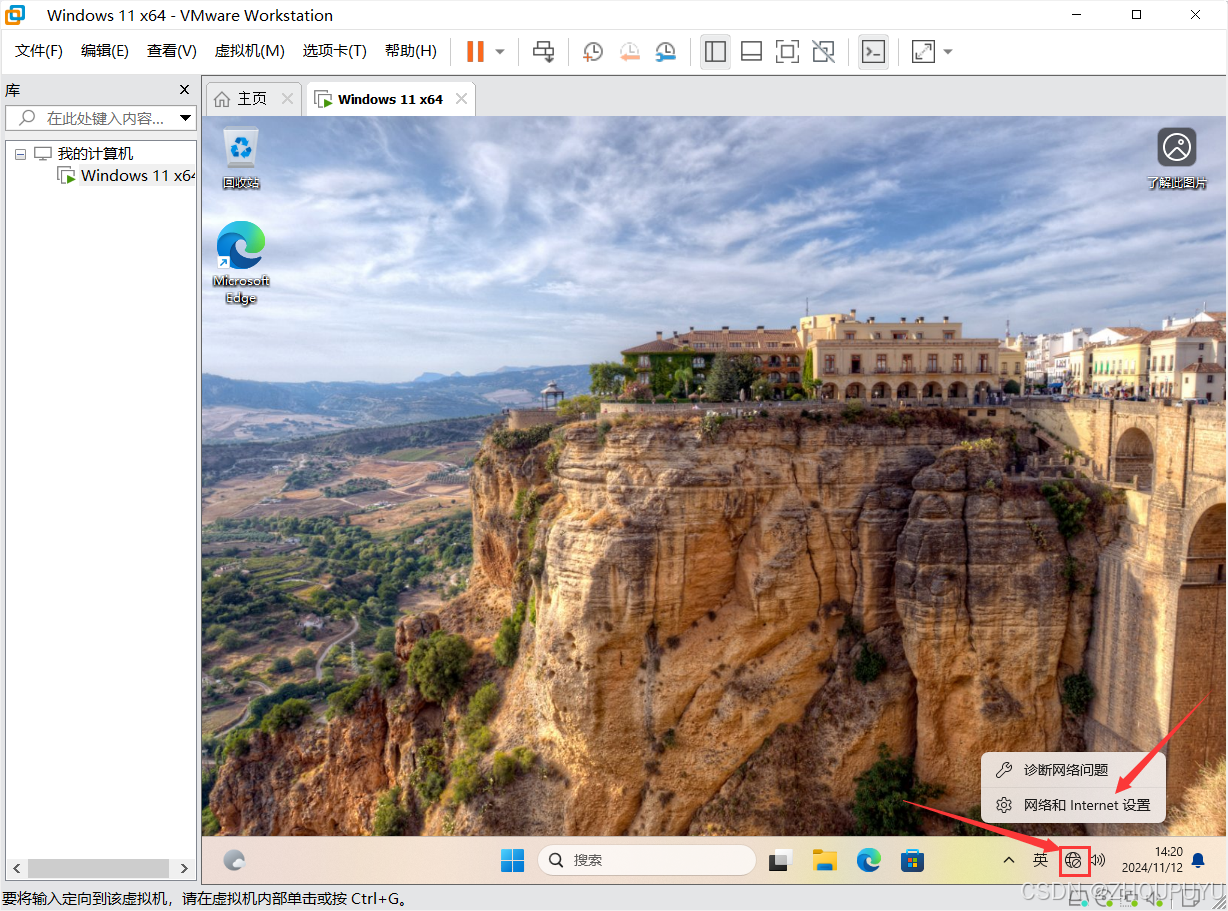 Windows 11 x64 - VMware Workstation
文件(F) 编辑(E) 查看(V) 虚拟机(M) 选项卡(T) 帮助(H)
库
在此处键入内容...
主页
Windows 11 x64
我的计算机
Windows 11 x64
回收站
了解此图片
Microsoft
Edge
诊断网络问题
网络和 Internet 设置
搜索
英
14:20
2024/11/12
要将输入定向到该虚拟机，请在虚拟机内部单击或按 Ctrl+G。
CSDN @ZHOUPUYU